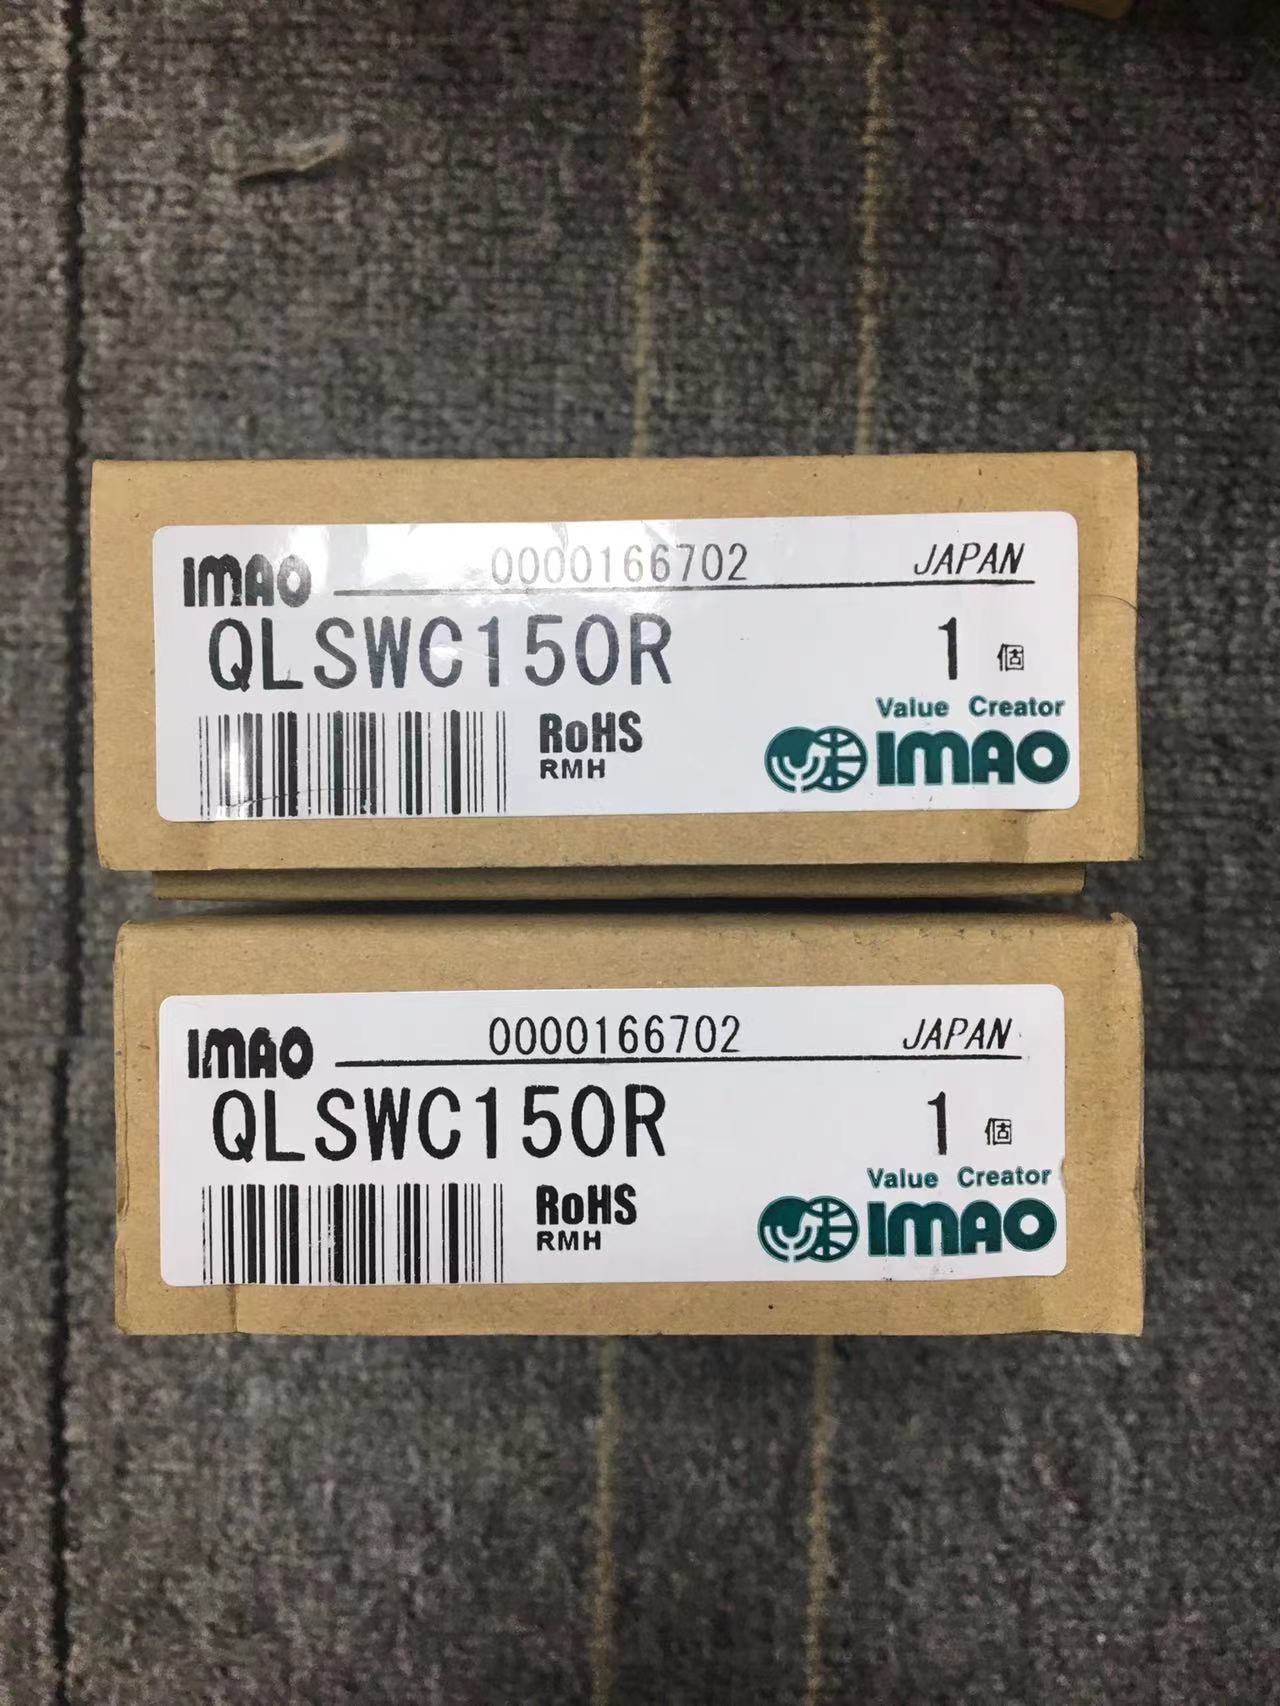 IMAO 0000166702 JAPAN
QLSWC150R 1 個
RoHS
RMH
Value Creator
IMAO
IMAO 0000166702 JAPAN
QLSWC150R 1 個
RoHS
RMH
Value Creator
IMAO